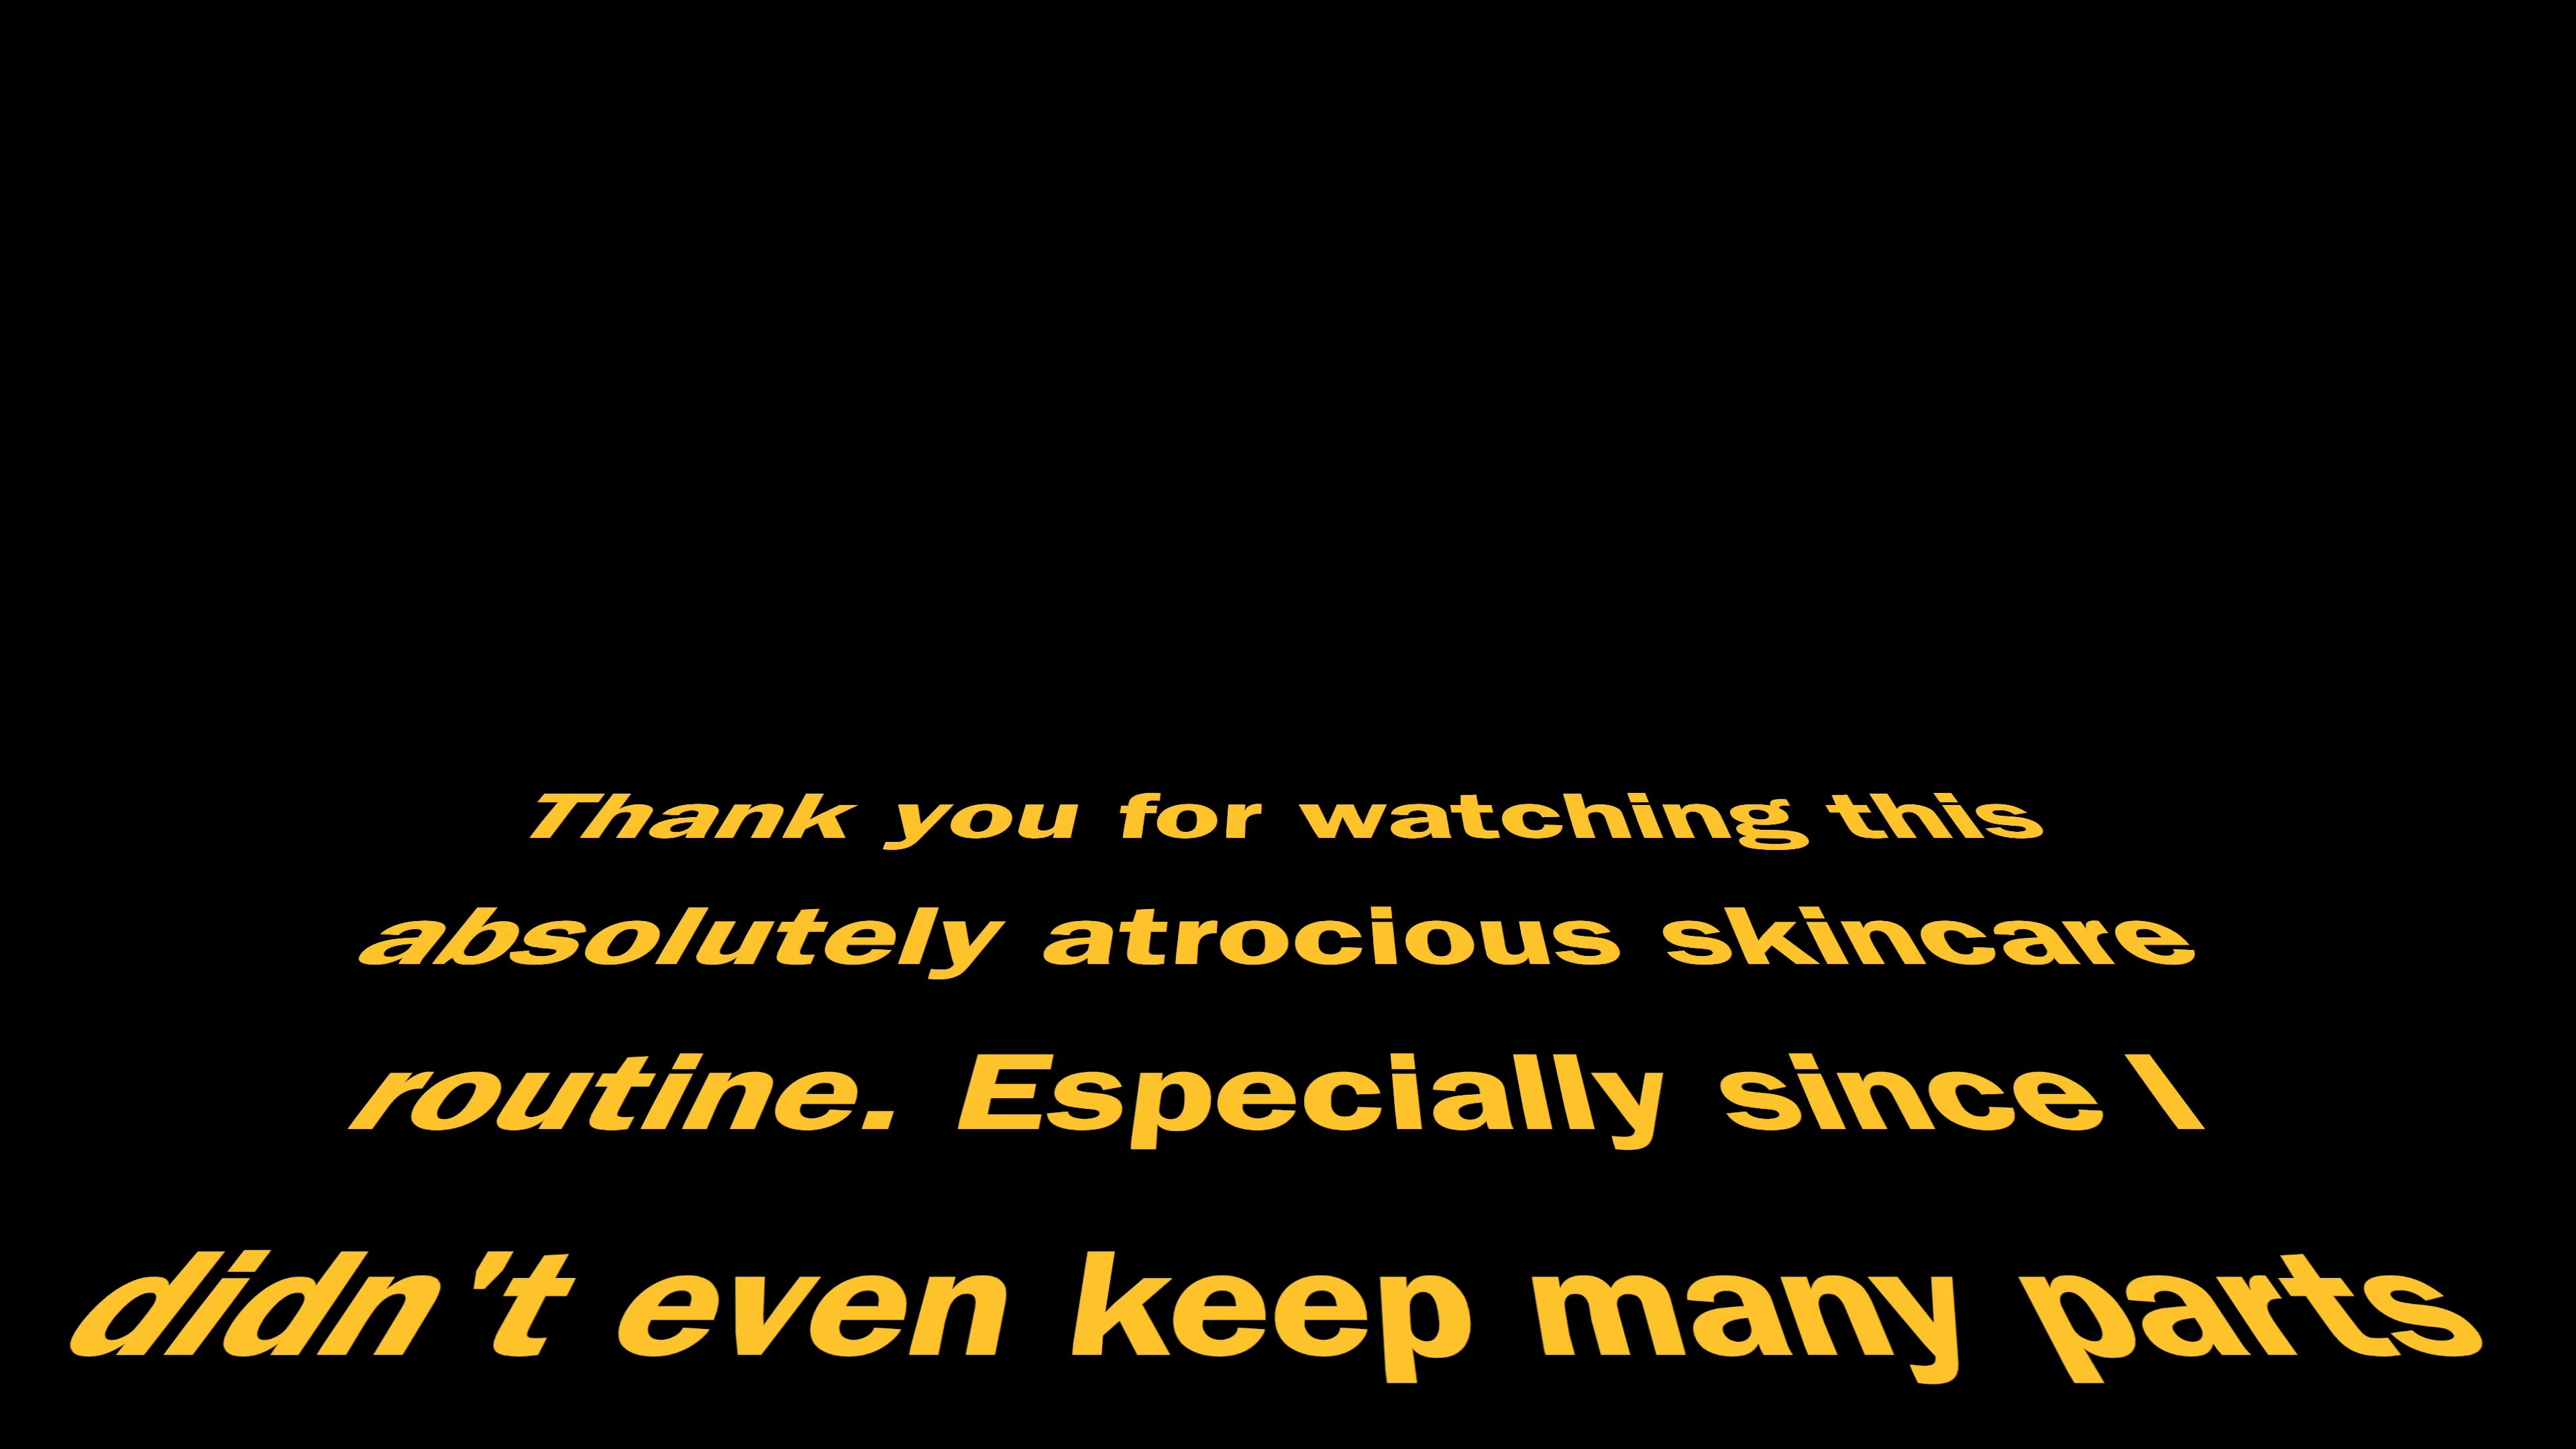 Thank you for watching this
absolutely atrocious skincare
routine. Especially since I
didn't even keep many parts